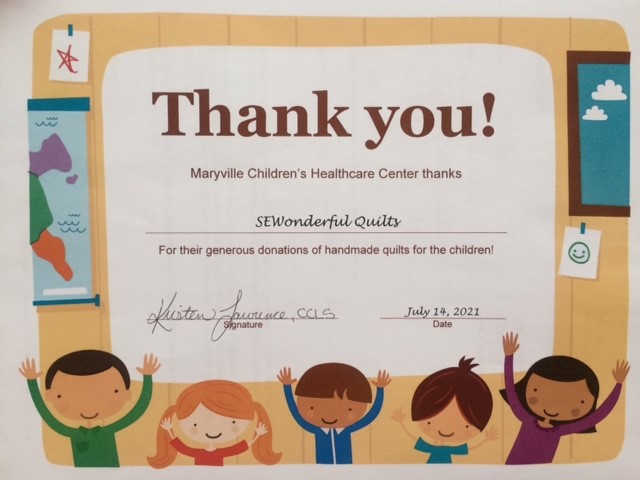 Thank you!
Maryville Children's Healthcare Center thanks
SEWonderful Quilts
For their generous donations of handmade quilts for the children!
Kristen Lawrence, CCLS July 14, 2021
Signature Date